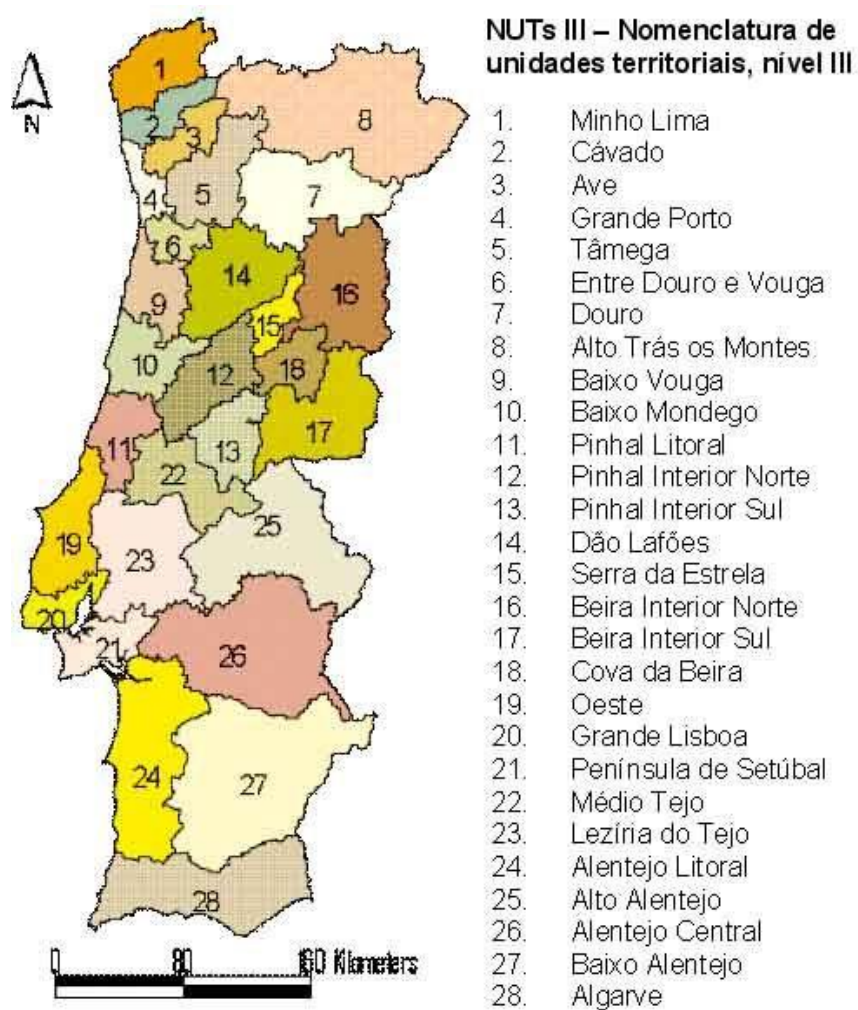 NUTs III – Nomenclatura de
unidades territoriais, nível III
1. Minho Lima
2. Cávado
3. Ave
4. Grande Porto
5. Tâmega
6. Entre Douro e Vouga
7. Douro
8. Alto Trás os Montes
9. Baixo Vouga
10. Baixo Mondego
11. Pinhal Litoral
12. Pinhal Interior Norte
13. Pinhal Interior Sul
14. Dão Lafões
15. Serra da Estrela
16. Beira Interior Norte
17. Beira Interior Sul
18. Cova da Beira
19. Oeste
20. Grande Lisboa
21. Península de Setúbal
22. Médio Tejo
23. Lezíria do Tejo
24. Alentejo Litoral
25. Alto Alentejo
26. Alentejo Central
27. Baixo Alentejo
28. Algarve
N
1
2
3
8
4
5
7
6
14
16
9
15
10
12
18
11
13
17
22
19
23
25
20
21
26
24
27
28
0 80 Kilometers